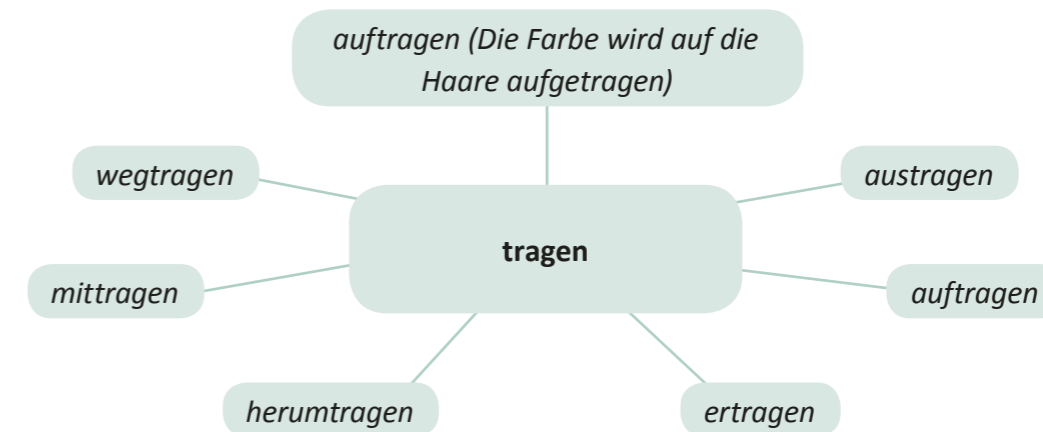 auftragen (Die Farbe wird auf die
Haare aufgetragen)
wegtragen
austragen
tragen
mittragen
auftragen
herumtragen
ertragen